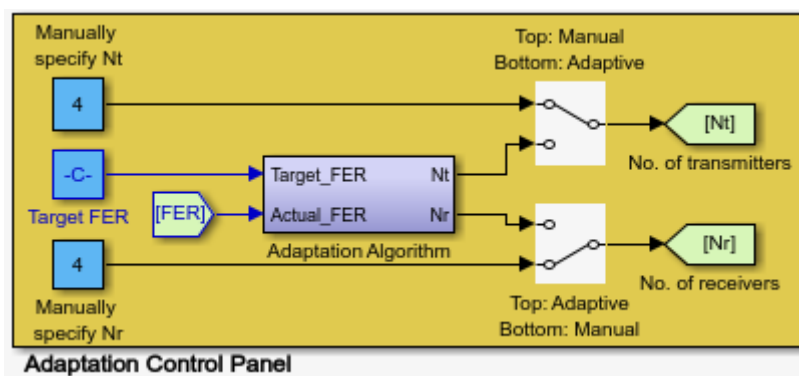 Manually
specify Nt
4
Top: Manual
Bottom: Adaptive
[Nt]
No. of transmitters
-C-
Target FER
[FER]
Target_FER Nt
Actual_FER Nr
Adaptation Algorithm
4
Manually
specify Nr
[Nr]
No. of receivers
Top: Adaptive
Bottom: Manual
Adaptation Control Panel